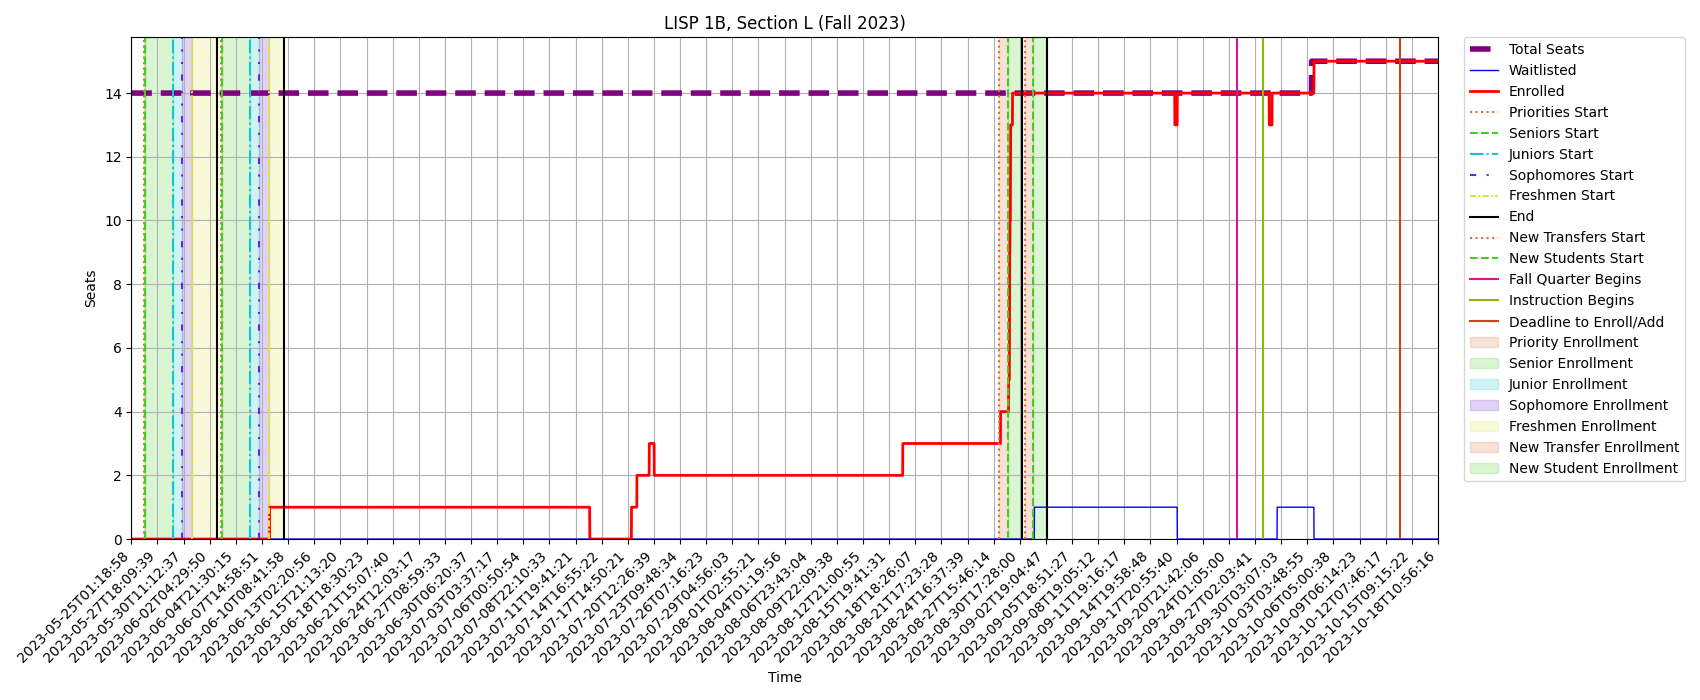 LISP 1B, Section L (Fall 2023)
Seats
14
12
10
8
6
4
2
0
2023-05-25T01:18:58
2023-05-27T18:09:39
2023-05-30T11:12:37
2023-06-02T04:29:50
2023-06-04T21:30:15
2023-06-07T14:58:51
2023-06-10T08:41:58
2023-06-13T02:20:56
2023-06-15T21:13:20
2023-06-18T18:30:23
2023-06-21T15:07:40
2023-06-24T12:03:17
2023-06-27T08:59:33
2023-06-30T06:20:37
2023-07-03T03:37:17
2023-07-06T00:50:54
2023-07-08T22:10:33
2023-07-11T19:41:21
2023-07-14T16:55:22
2023-07-17T14:50:21
2023-07-20T12:26:39
2023-07-23T09:48:34
2023-07-26T07:16:23
2023-07-29T04:56:03
2023-08-01T02:55:21
2023-08-04T01:19:56
2023-08-06T23:43:04
2023-08-09T22:09:38
2023-08-12T21:00:55
2023-08-15T19:41:31
2023-08-18T18:26:07
2023-08-21T17:23:28
2023-08-24T16:37:39
2023-08-27T15:46:14
2023-08-30T17:28:00
2023-09-02T19:04:47
2023-09-05T18:51:27
2023-09-08T19:05:12
2023-09-11T19:16:17
2023-09-14T19:58:48
2023-09-17T20:55:40
2023-09-20T21:42:06
2023-09-24T01:05:00
2023-09-27T02:03:41
2023-09-30T03:07:03
2023-10-03T03:48:55
2023-10-06T05:00:38
2023-10-09T06:14:23
2023-10-12T07:46:17
2023-10-15T09:15:22
2023-10-18T10:56:16
Time
Total Seats
Waitlisted
Enrolled
Priorities Start
Seniors Start
Juniors Start
Sophomores Start
Freshmen Start
End
New Transfers Start
New Students Start
Fall Quarter Begins
Instruction Begins
Deadline to Enroll/Add
Priority Enrollment
Senior Enrollment
Junior Enrollment
Sophomore Enrollment
Freshmen Enrollment
New Transfer Enrollment
New Student Enrollment